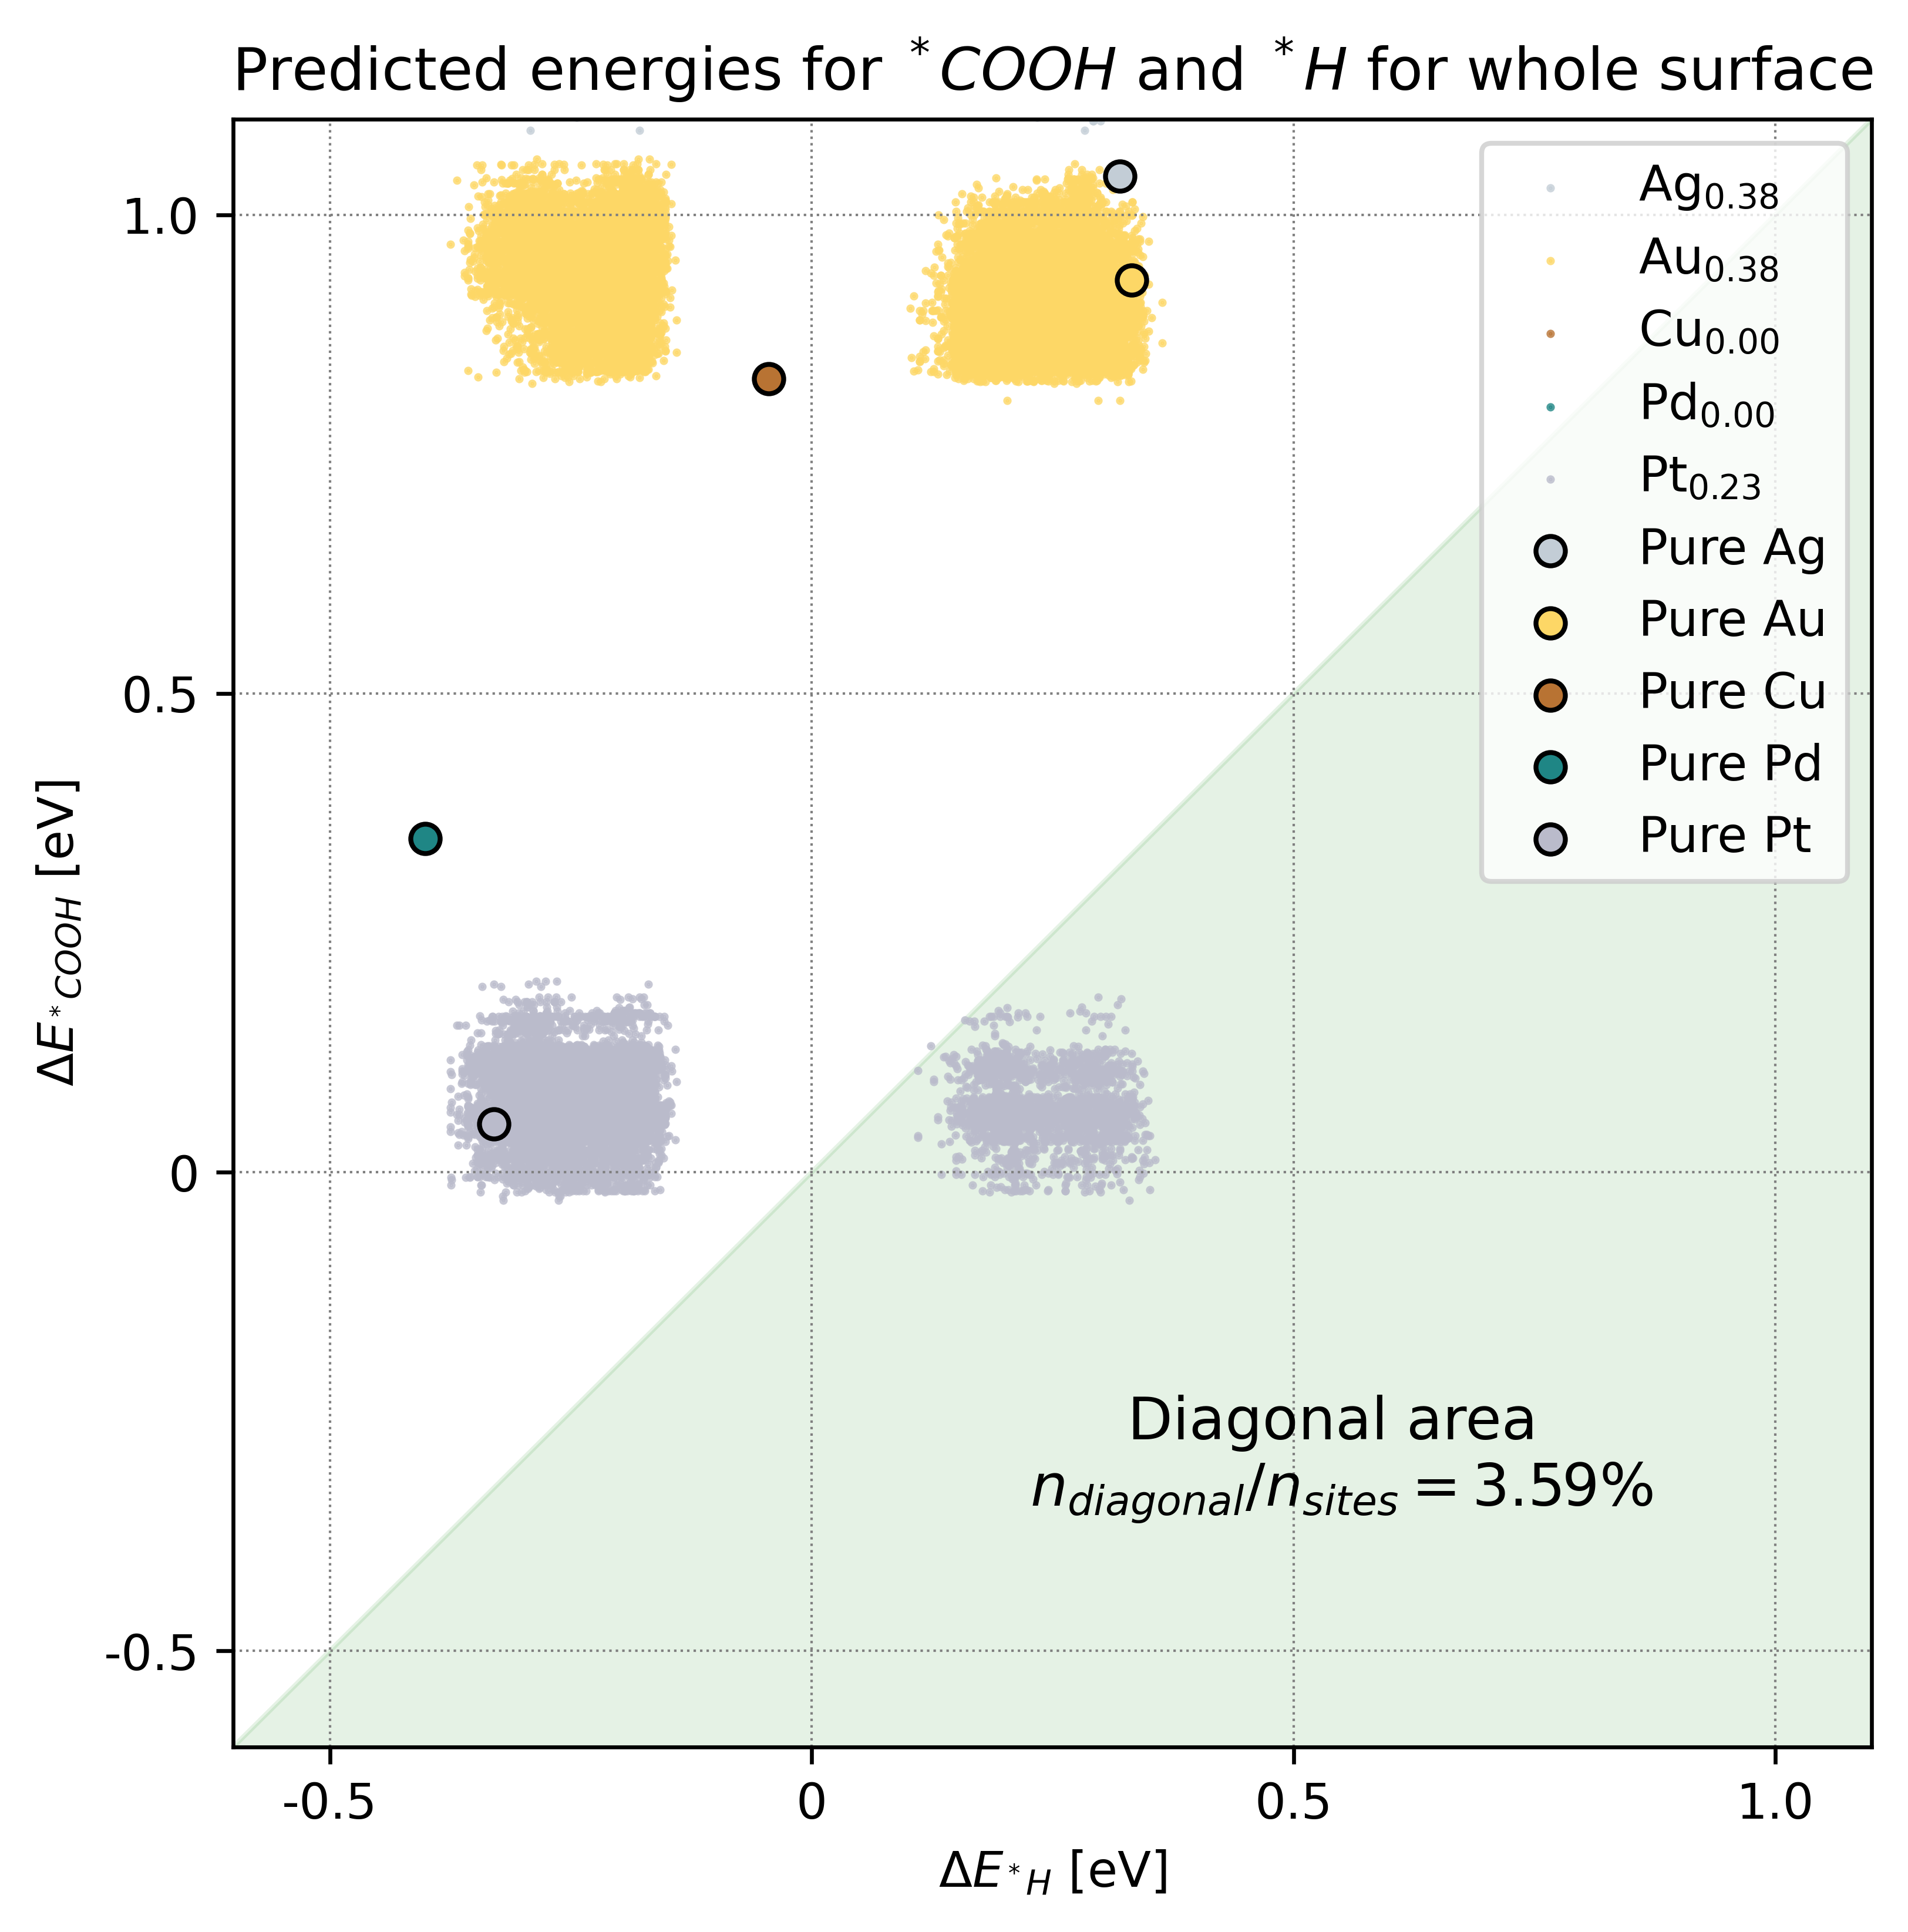 Predicted energies for *COOH and *H for whole surface
1.0
0.5
0
-0.5
-0.5
0
0.5
1.0
ΔE*COOH [eV]
ΔE*H [eV]
Ag0.38
Au0.38
Cu0.00
Pd0.00
Pt0.23
Pure Ag
Pure Au
Pure Cu
Pure Pd
Pure Pt
Diagonal area
ndiagonal/nsites = 3.59%